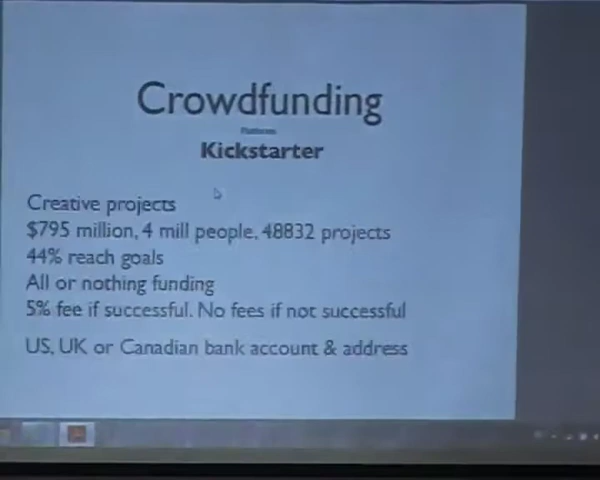 Crowdfunding
Platforms
Kickstarter
Creative projects
$795 million, 4 mill people, 48832 projects
44% reach goals
All or nothing funding
5% fee if successful. No fees if not successful
US, UK or Canadian bank account & address